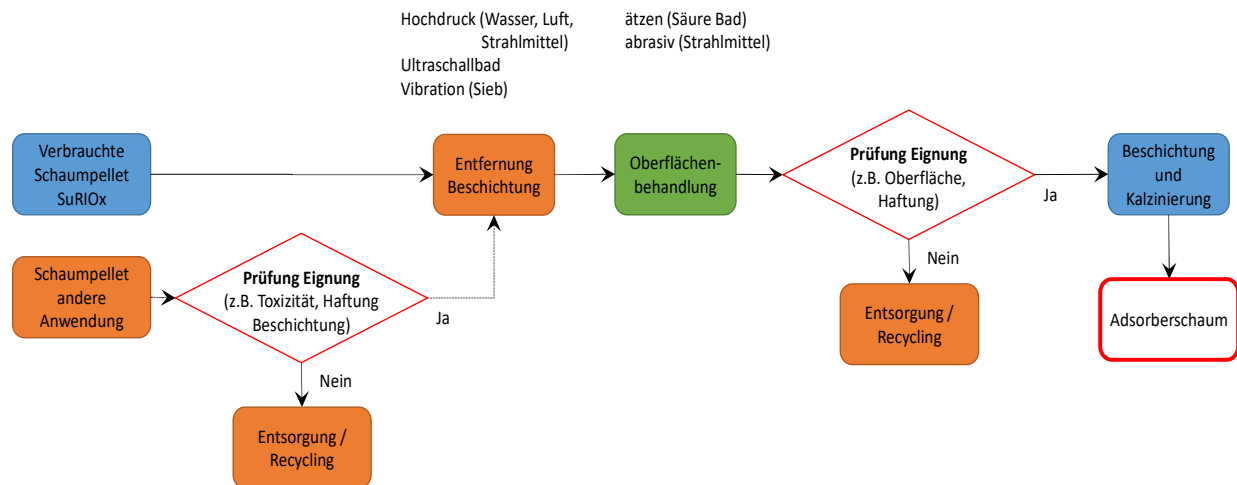 Hochdruck (Wasser, Luft,
Strahlmittel)
Ultraschallbad
Vibration (Sieb)
ätzen (Säure Bad)
abrasiv (Strahlmittel)
Verbrauchte
Schaumpellet
SuRIOx
Entfernung
Beschichtung
Oberflächen-
behandlung
Prüfung Eignung
(z.B. Oberfläche,
Haftung)
Ja
Beschichtung
und
Kalzinierung
Schaumpellet
andere
Anwendung
Prüfung Eignung
(z.B. Toxizität, Haftung
Beschichtung)
Ja
Nein
Entsorgung /
Recycling
Nein
Entsorgung /
Recycling
Adsorberschaum